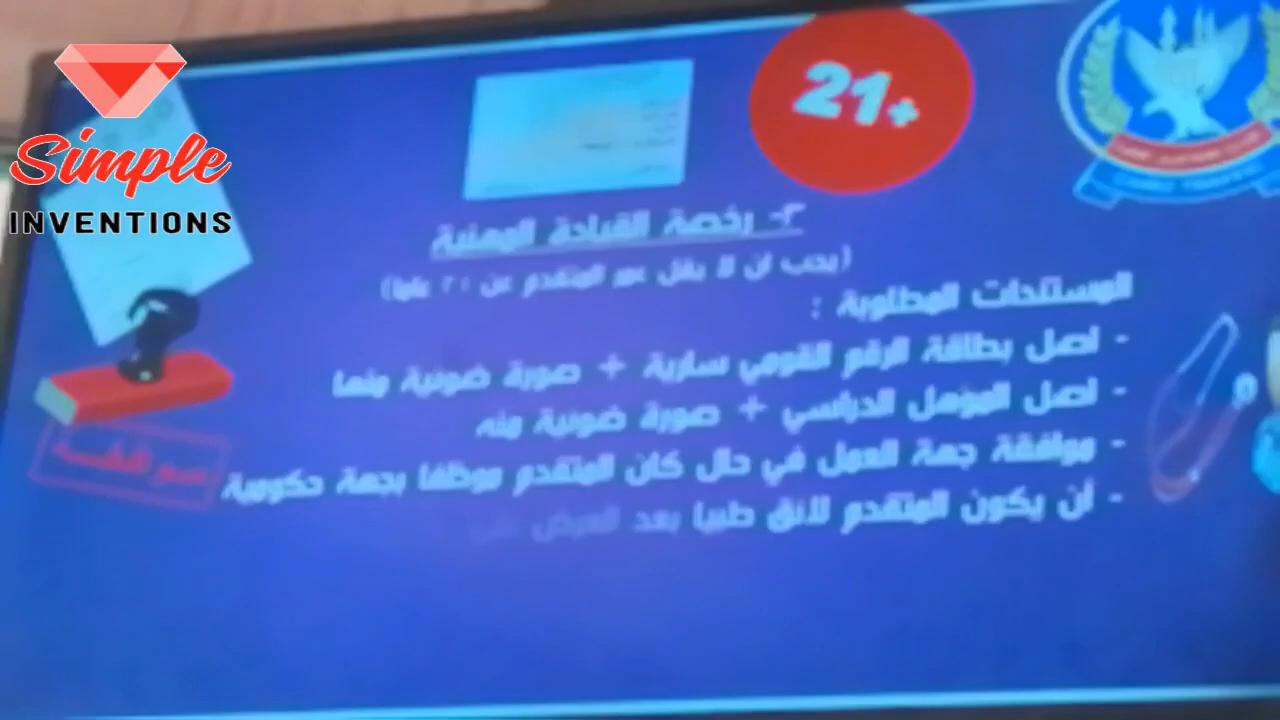 Simple
INVENTIONS
21+
٣- رخصة القيادة المهنية
(يجب ان لا يقل عمر المتقدم عن ٢١ عاما)
المستندات المطلوبة :
- اصل بطاقة الرقم القومي سارية + صورة ضوئية منها
- اصل المؤهل الدراسي + صورة ضوئية منه
- موافقة جهة العمل في حال كان المتقدم موظفا بجهة حكومية
- أن يكون المتقدم لائق طبيا بعد العرض على